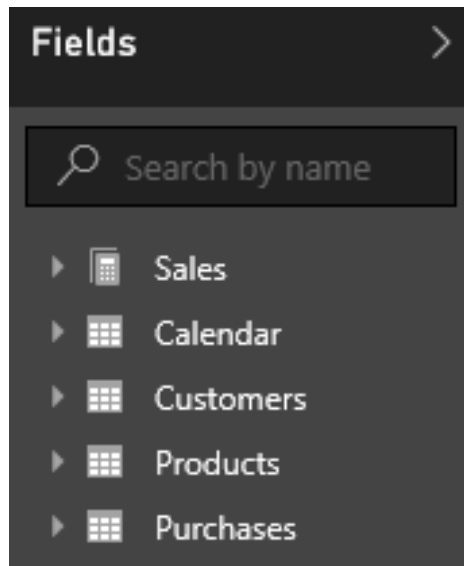 Fields
Search by name
Sales
Calendar
Customers
Products
Purchases